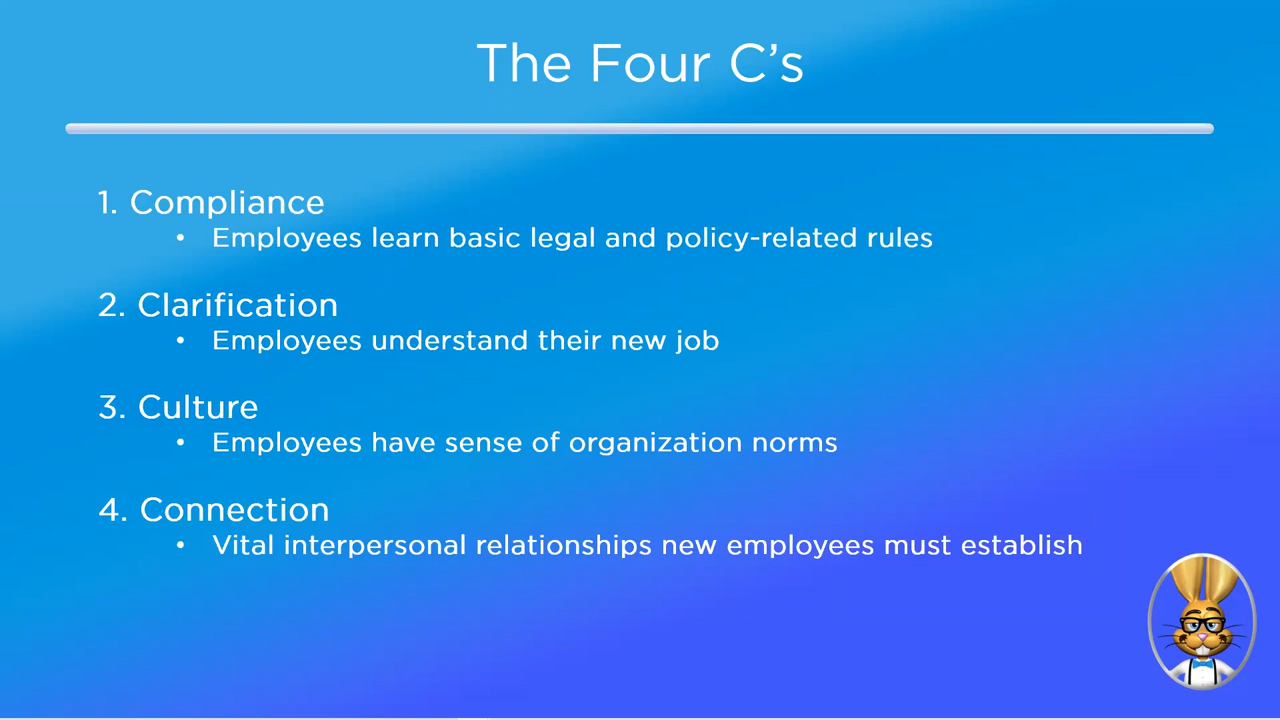 The Four C’s
1. Compliance
• Employees learn basic legal and policy-related rules
2. Clarification
• Employees understand their new job
3. Culture
• Employees have sense of organization norms
4. Connection
• Vital interpersonal relationships new employees must establish